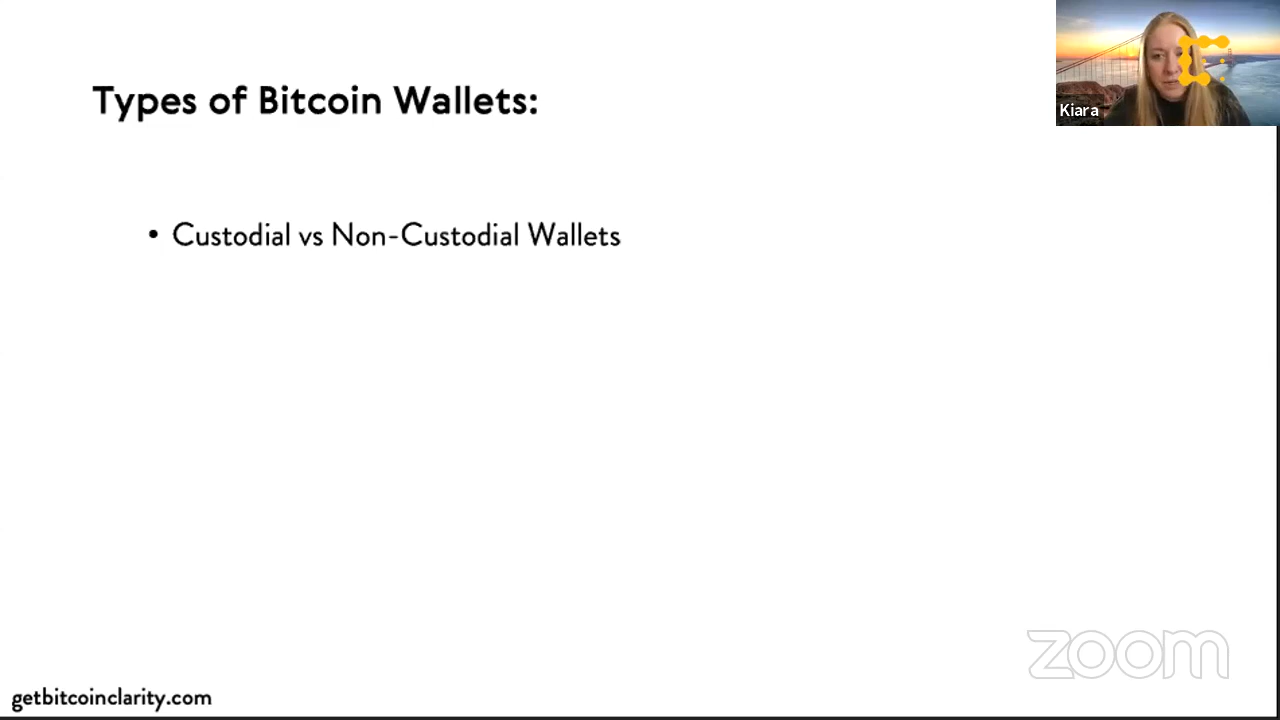 Types of Bitcoin Wallets:
Kiara
• Custodial vs Non-Custodial Wallets
zoom
getbitcoinclarity.com